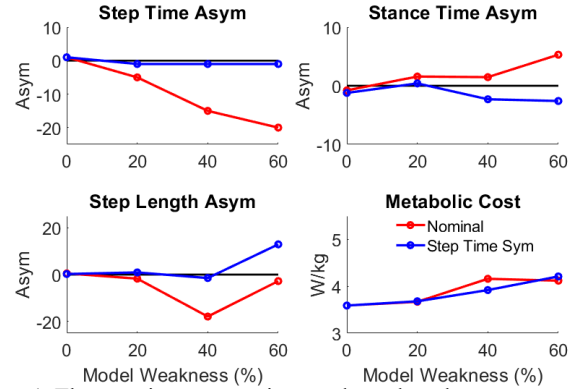 Step Time Asym
Stance Time Asym
10
0
-10
-20
Asym
0 20 40 60
10
0
-10
Asym
0 20 40 60
Step Length Asym
Metabolic Cost
20
0
-20
Asym
0 20 40 60
Model Weakness (%)
5
4
3
W/kg
Nominal
Step Time Sym
0 20 40 60
Model Weakness (%)